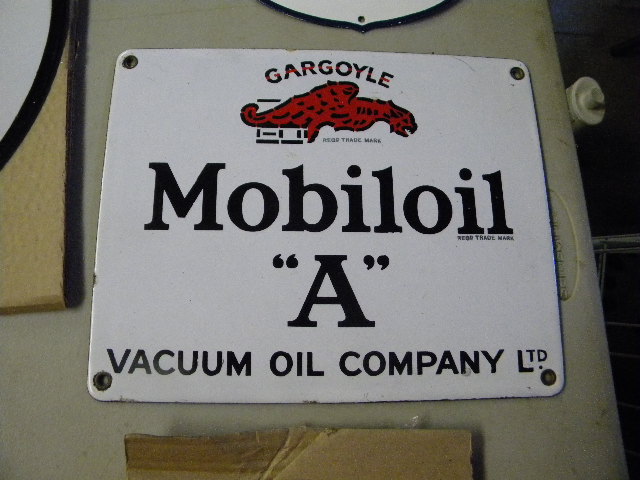 GARGOYLE
REGD TRADE MARK
Mobiloil
REGD TRADE MARK
"A"
VACUUM OIL COMPANY LTD.